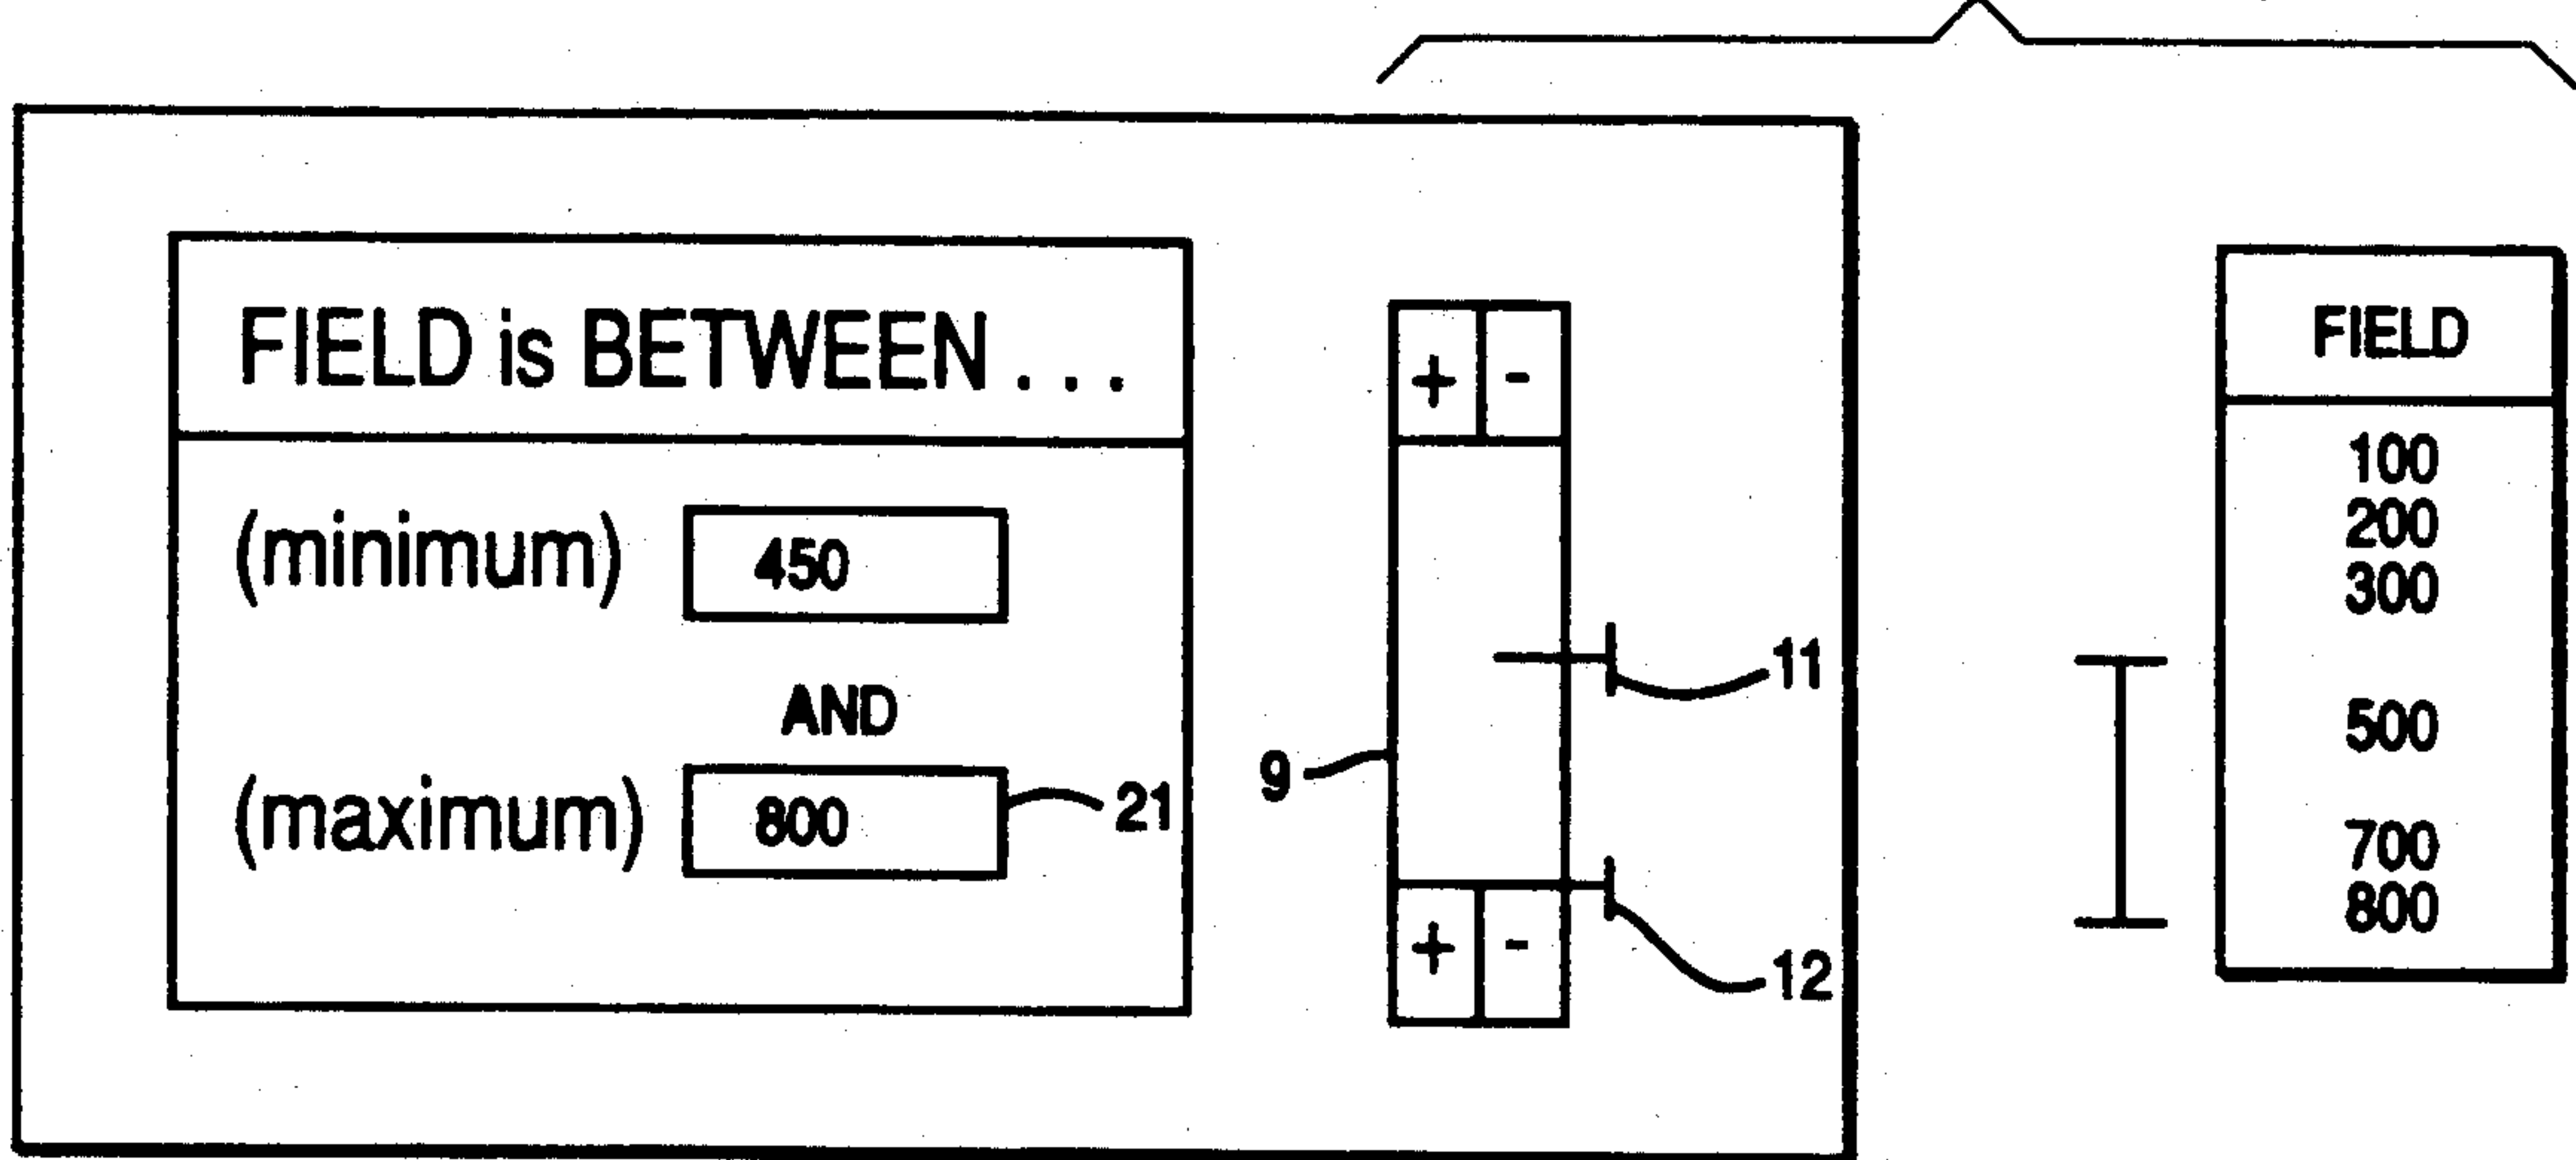 FIELD is BETWEEN . . .
(minimum) 450
AND
(maximum) 800
21
+ -
11
9
+ -
12
FIELD
100
200
300
500
700
800